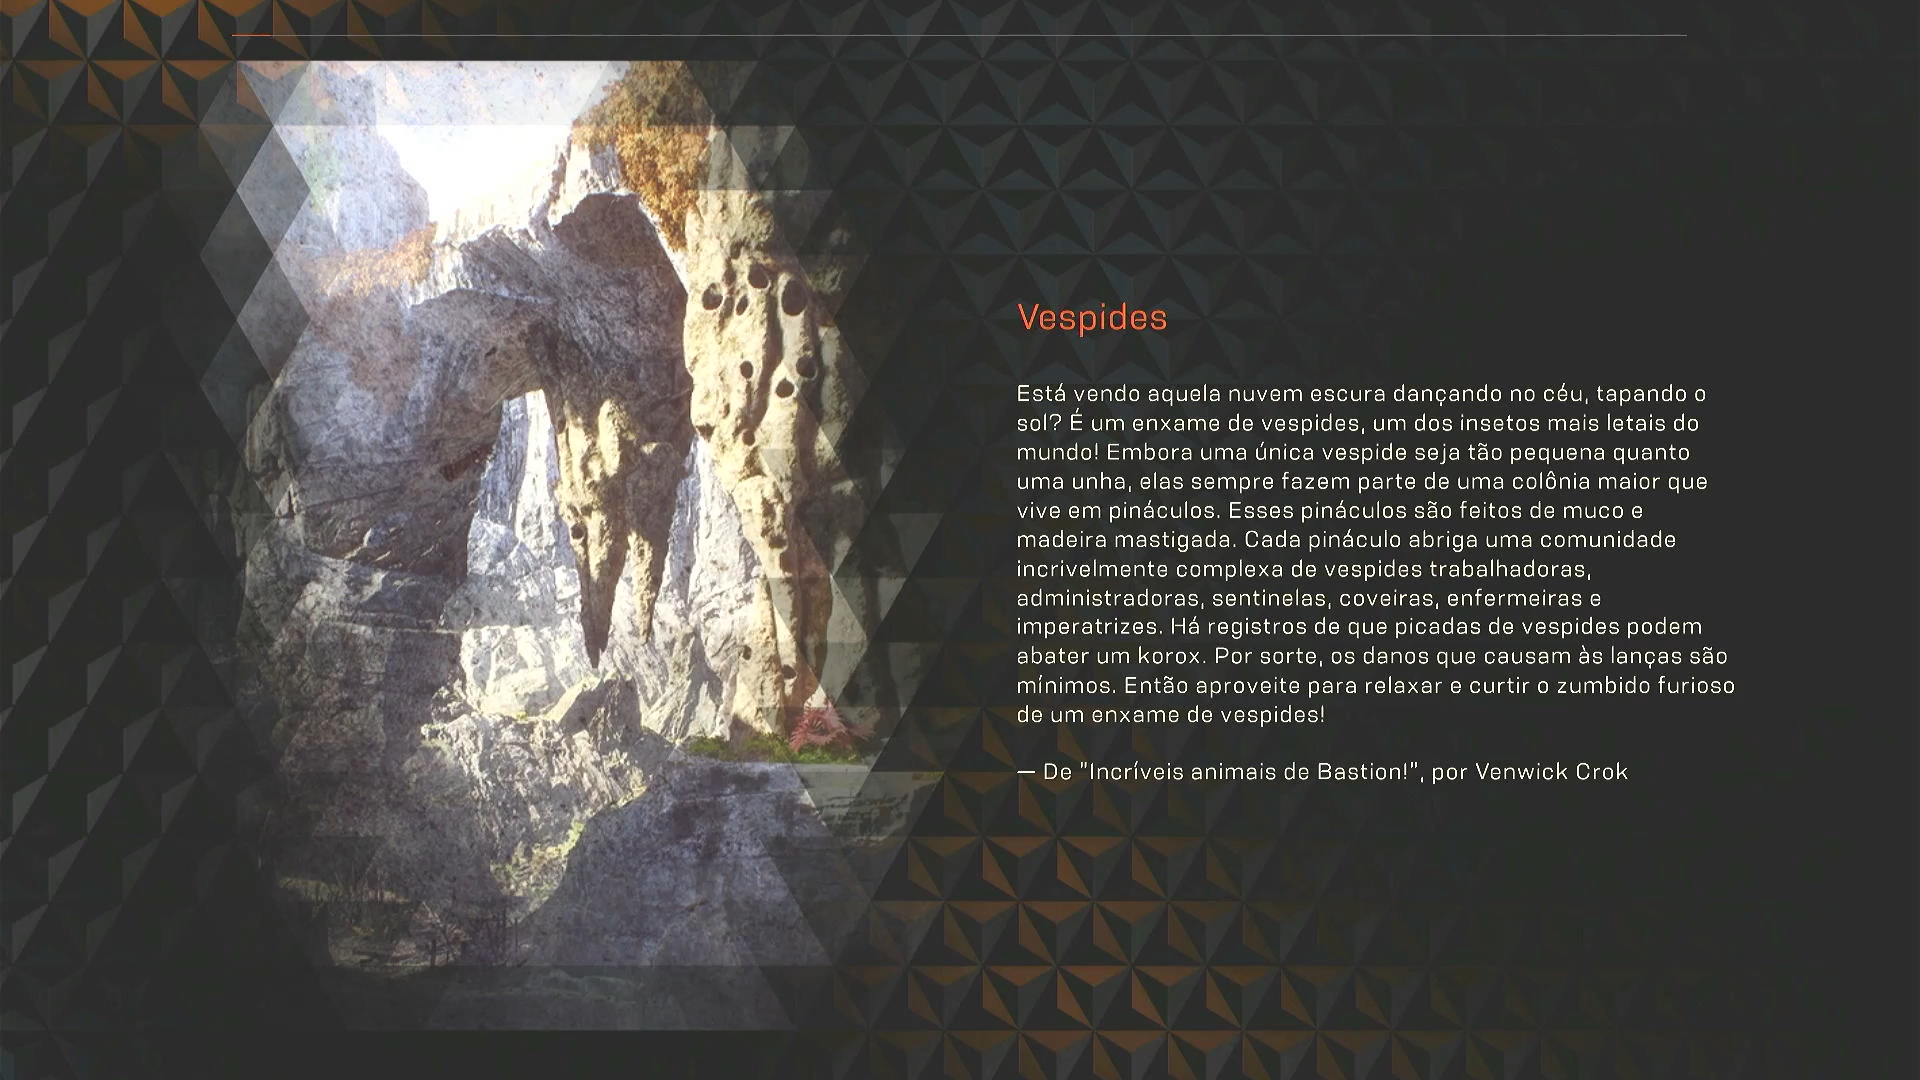 Vespides
Está vendo aquela nuvem escura dançando no céu, tapando o
sol? É um enxame de vespides, um dos insetos mais letais do
mundo! Embora uma única vespide seja tão pequena quanto
uma unha, elas sempre fazem parte de uma colônia maior que
vive em pináculos. Esses pináculos são feitos de muco e
madeira mastigada. Cada pináculo abriga uma comunidade
incrivelmente complexa de vespides trabalhadoras,
administradoras, sentinelas, coveiras, enfermeiras e
imperatrizes. Há registros de que picadas de vespides podem
abater um korox. Por sorte, os danos que causam às lanças são
mínimos. Então aproveite para relaxar e curtir o zumbido furioso
de um enxame de vespides!
— De "Incríveis animais de Bastion!", por Venwick Crok